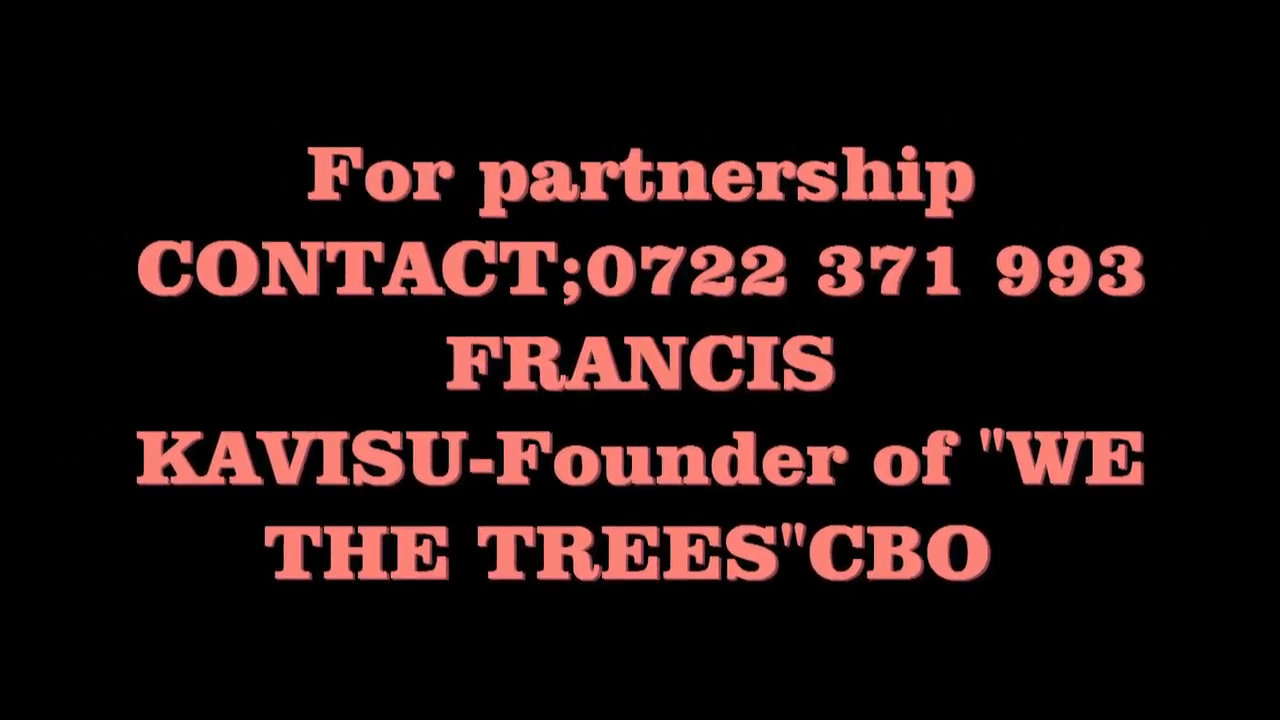 For partnership
CONTACT;0722 371 993
FRANCIS
KAVISU-Founder of "WE
THE TREES"CBO